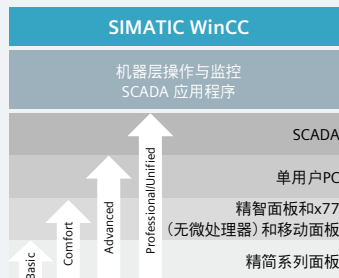 SIMATIC WinCC
机器层操作与监控
SCADA 应用程序
SCADA
单用户PC
精智面板和x77
(无微处理器)和移动面板
精简系列面板
Basic
Comfort
Advanced
Professional/Unified